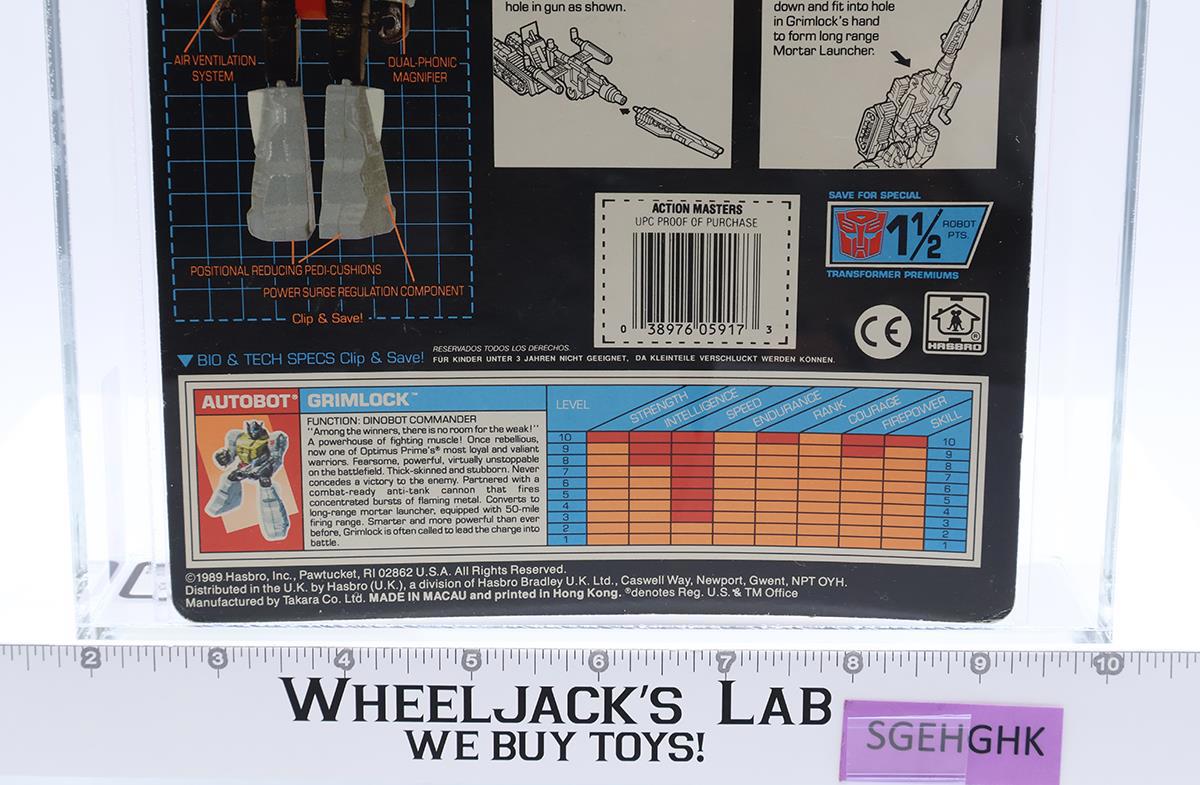 hole in gun as shown.
down and fit into hole
in Grimlock's hand
to form long range
Mortar Launcher.
AIR VENTILATION
SYSTEM
DUAL-PHONIC
MAGNIFIER
POSITIONAL REDUCING PEDI-CUSHIONS
POWER SURGE REGULATION COMPONENT
Clip & Save!
ACTION MASTERS
UPC PROOF OF PURCHASE
0 38976 05917 3
SAVE FOR SPECIAL
1 1/2 ROBOT
PTS.
TRANSFORMER PREMIUMS
CE
HASBRO ®
▼ BIO & TECH SPECS Clip & Save!
RESERVADOS TODOS LOS DERECHOS.
FÜR KINDER UNTER 3 JAHREN NICHT GEEIGNET, DA KLEINTEILE VERSCHLUCKT WERDEN KÖNNEN.
AUTOBOT® GRIMLOCK™
FUNCTION: DINOBOT COMMANDER
"Among the winners, there is no room for the weak!"
A powerhouse of fighting muscle! Once rebellious,
now one of Optimus Prime's® most loyal and valiant
warriors. Fearsome, powerful, virtually unstoppable
on the battlefield. Thick-skinned and stubborn. Never
concedes a victory to the enemy. Partnered with a
combat-ready anti-tank cannon that fires
concentrated bursts of flaming metal. Converts to
long-range mortar launcher, equipped with 50-mile
firing range. Smarter and more powerful than ever
before, Grimlock is often called to lead the charge into
battle.
LEVEL STRENGTH INTELLIGENCE SPEED ENDURANCE RANK COURAGE FIREPOWER SKILL
10 10
9 9
8 8
7 7
6 6
5 5
4 4
3 3
2 2
1 1
©1989 Hasbro, Inc., Pawtucket, RI 02862 U.S.A. All Rights Reserved.
Distributed in the U.K. by Hasbro (U.K.), a division of Hasbro Bradley U.K. Ltd., Caswell Way, Newport, Gwent, NPT OYH.
Manufactured by Takara Co. Ltd. MADE IN MACAU and printed in Hong Kong. ®denotes Reg. U.S. & TM Office
2 3 4 5 6 7 8 9 10
WHEELJACK'S LAB
WE BUY TOYS!
SGEHGHK